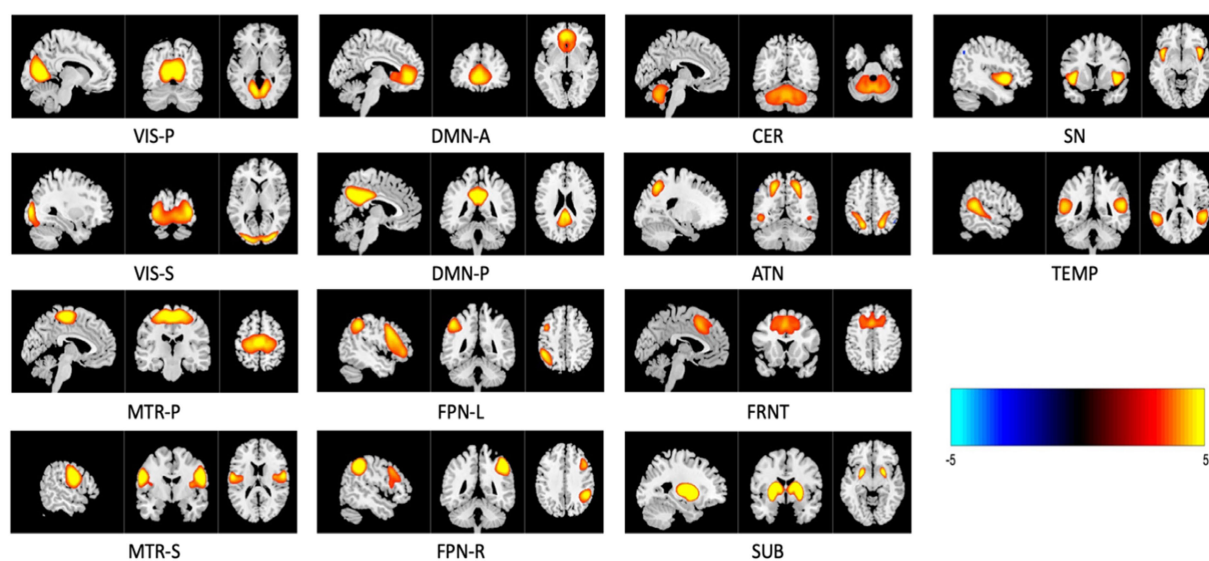 VIS-P
DMN-A
CER
SN
VIS-S
DMN-P
ATN
TEMP
MTR-P
FPN-L
FRNT
-5
5
MTR-S
FPN-R
SUB